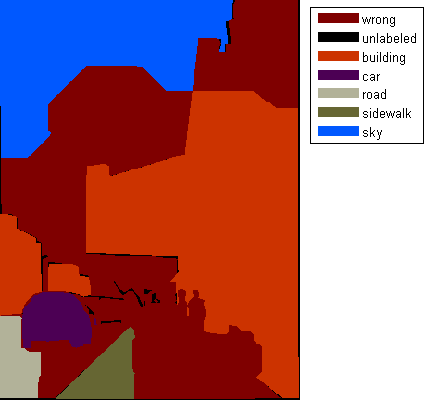 wrong
unlabeled
building
car
road
sidewalk
sky